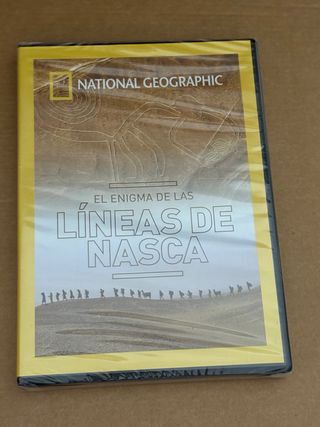 NATIONAL GEOGRAPHIC
EL ENIGMA DE LAS
LÍNEAS DE
NASCA